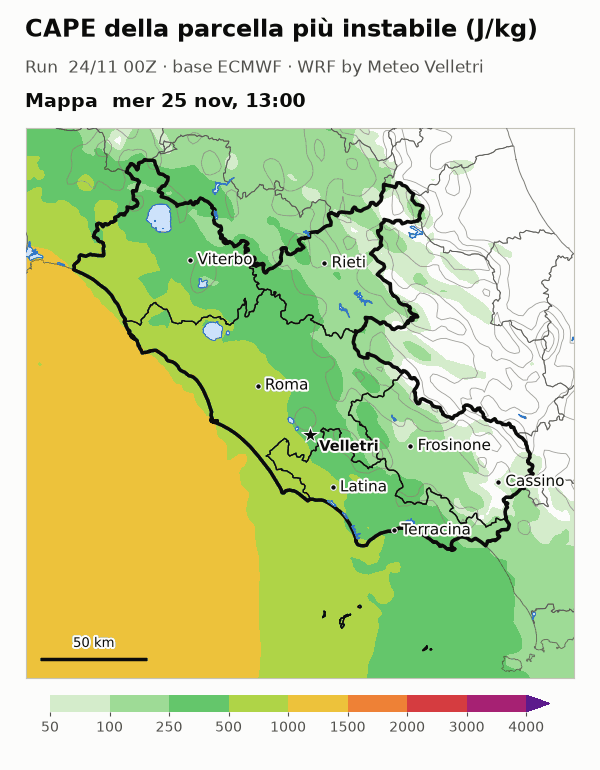 CAPE della parcella più instabile (J/kg)
Run  24/11 00Z · base ECMWF · WRF by Meteo Velletri
Mappa  mer 25 nov, 13:00
Viterbo
Rieti
Roma
Velletri
Frosinone
Cassino
Latina
Terracina
50 km
50 100 250 500 1000 1500 2000 3000 4000